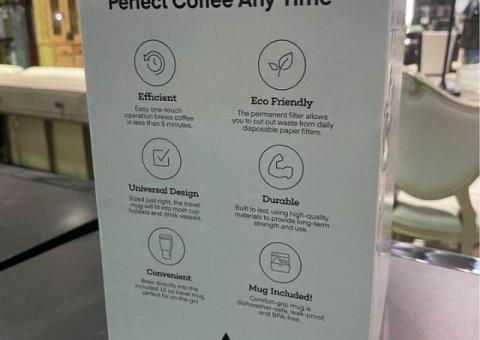 Perfect Coffee Any Time
Efficient
Easy one-touch
operation brews coffee
in less than 5 minutes.
Eco Friendly
The permanent filter allows
you to cut out waste from daily
disposable paper filters.
Universal Design
Sized just right, the travel
mug will fit into most cup
holders and drink vessels.
Durable
Built to last, using high-quality
materials to provide long-term
strength and use.
Convenient
Brew directly into the
included 15 oz travel mug,
perfect for on-the-go!
Mug Included!
Comfort-grip mug is
dishwasher-safe, leak-proof,
and BPA-free.